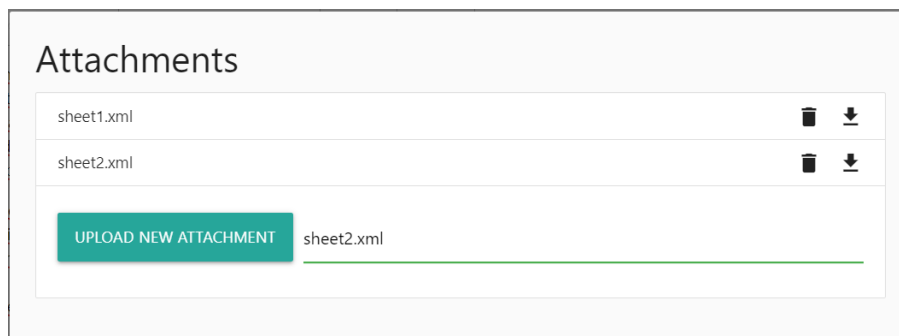 Attachments
sheet1.xml
sheet2.xml
UPLOAD NEW ATTACHMENT sheet2.xml